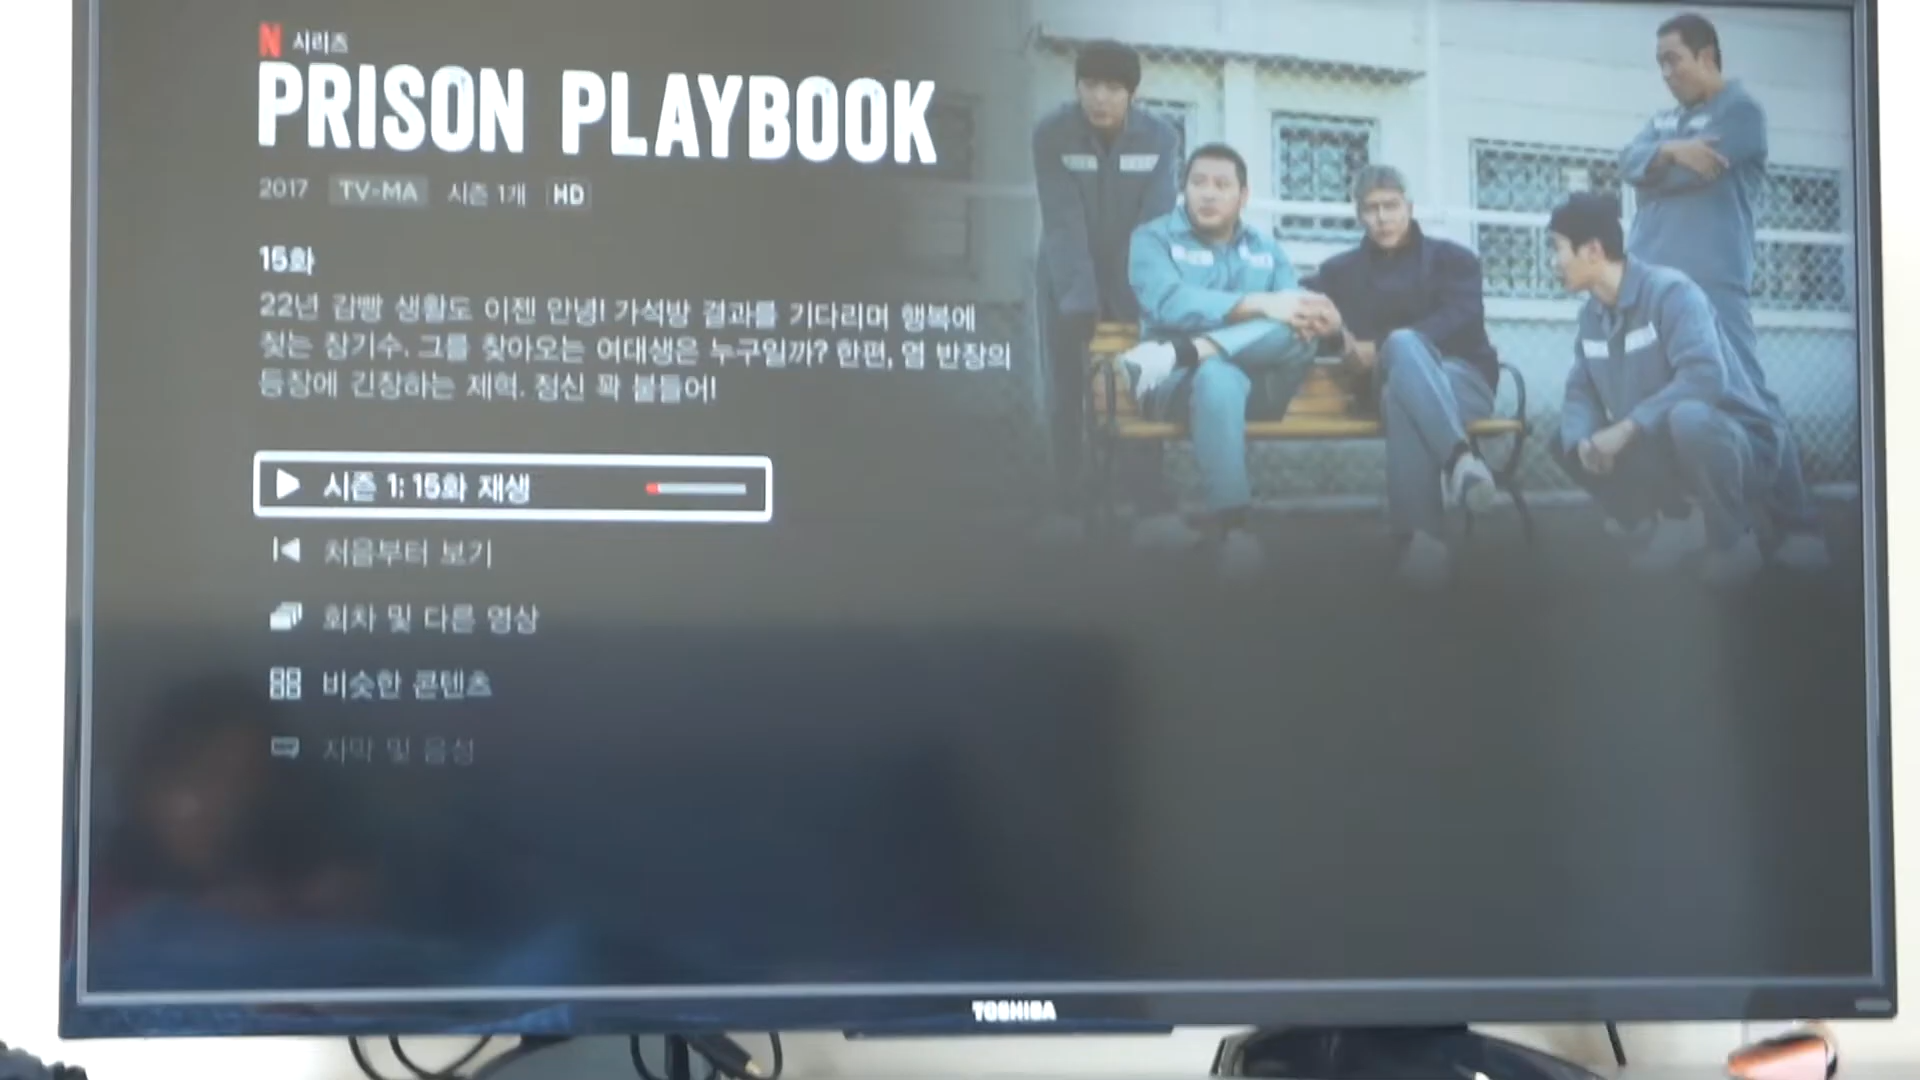 N 시리즈
PRISON PLAYBOOK
2017 TV-MA 시즌 1개 HD
15화
22년 감빵 생활도 이젠 안녕! 가석방 결과를 기다리며 행복에
젖는 장기수. 그를 찾아오는 여대생은 누구일까? 한편, 염 반장의
등장에 긴장하는 제혁. 정신 꽉 붙들어!
시즌 1: 15화 재생
처음부터 보기
회차 및 다른 영상
비슷한 콘텐츠
자막 및 음성
TOSHIBA